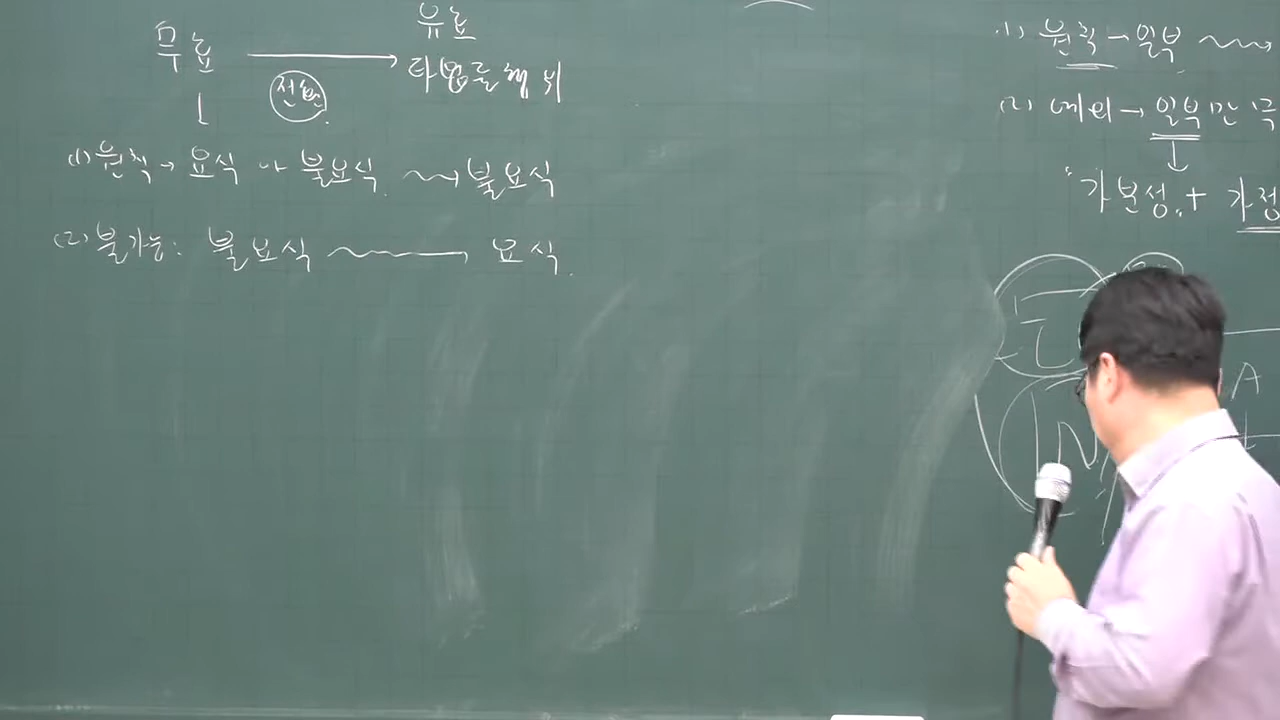 유효
무효 → 타법률행위
전환
(1) 원칙 → 요식 or 불요식 → 불요식
(2) 불가능: 불요식 → 요식
(1) 원칙 → 일부
(2) 예외 → 일부만
"가분성" + 가정
A